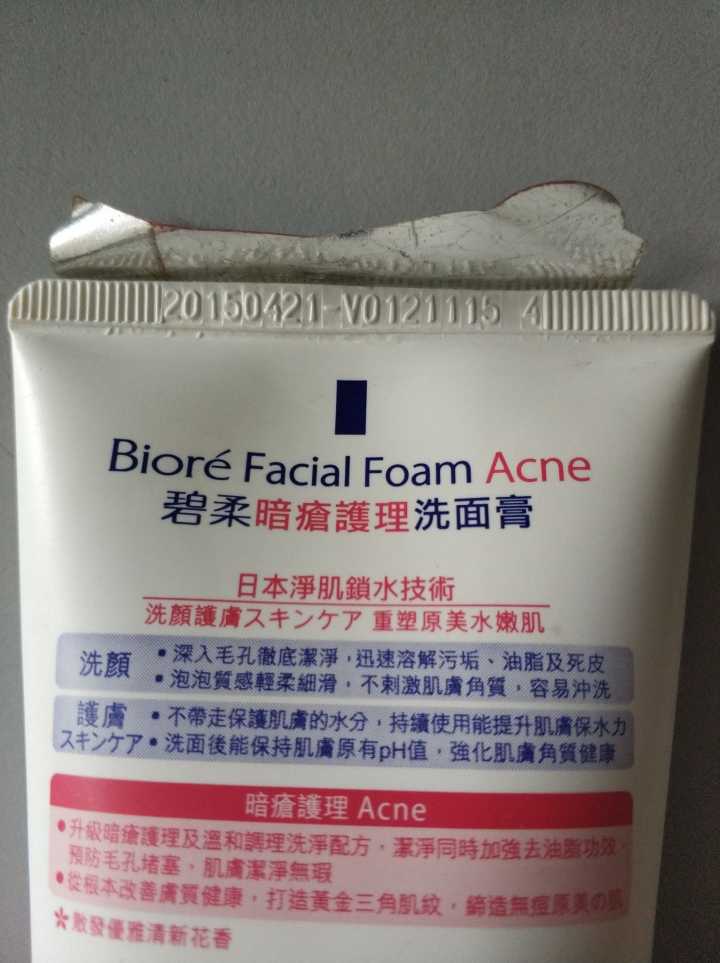 20150421-V0121115 4
Bioré Facial Foam Acne
碧柔暗瘡護理洗面膏
日本淨肌鎖水技術
洗顏護膚スキンケア 重塑原美水嫩肌
洗顏
•深入毛孔徹底潔淨，迅速溶解污垢、油脂及死皮
•泡泡質感輕柔細滑，不刺激肌膚角質，容易沖洗
護膚
スキンケア
•不帶走保護肌膚的水分，持續使用能提升肌膚保水力
•洗面後能保持肌膚原有pH值，強化肌膚角質健康
暗瘡護理 Acne
•升級暗瘡護理及溫和調理洗淨配方，潔淨同時加強去油脂功效，
預防毛孔堵塞，肌膚潔淨無瑕
•從根本改善膚質健康，打造黃金三角肌紋，締造無痘原美の肌
*散發優雅清新花香